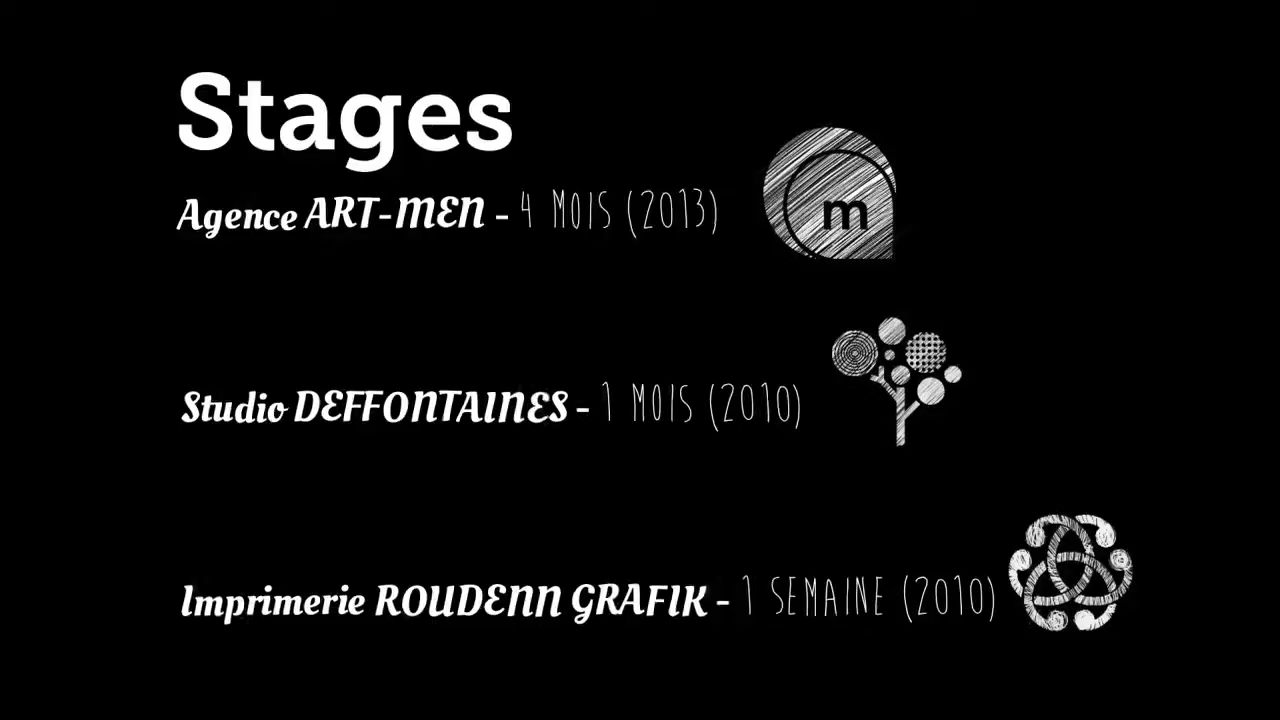 Stages
Agence ART-MEN - 4 MOIS (2013)
m
Studio DEFFONTAINES - 1 MOIS (2010)
Imprimerie ROUDENN GRAFIK - 1 SEMAINE (2010)